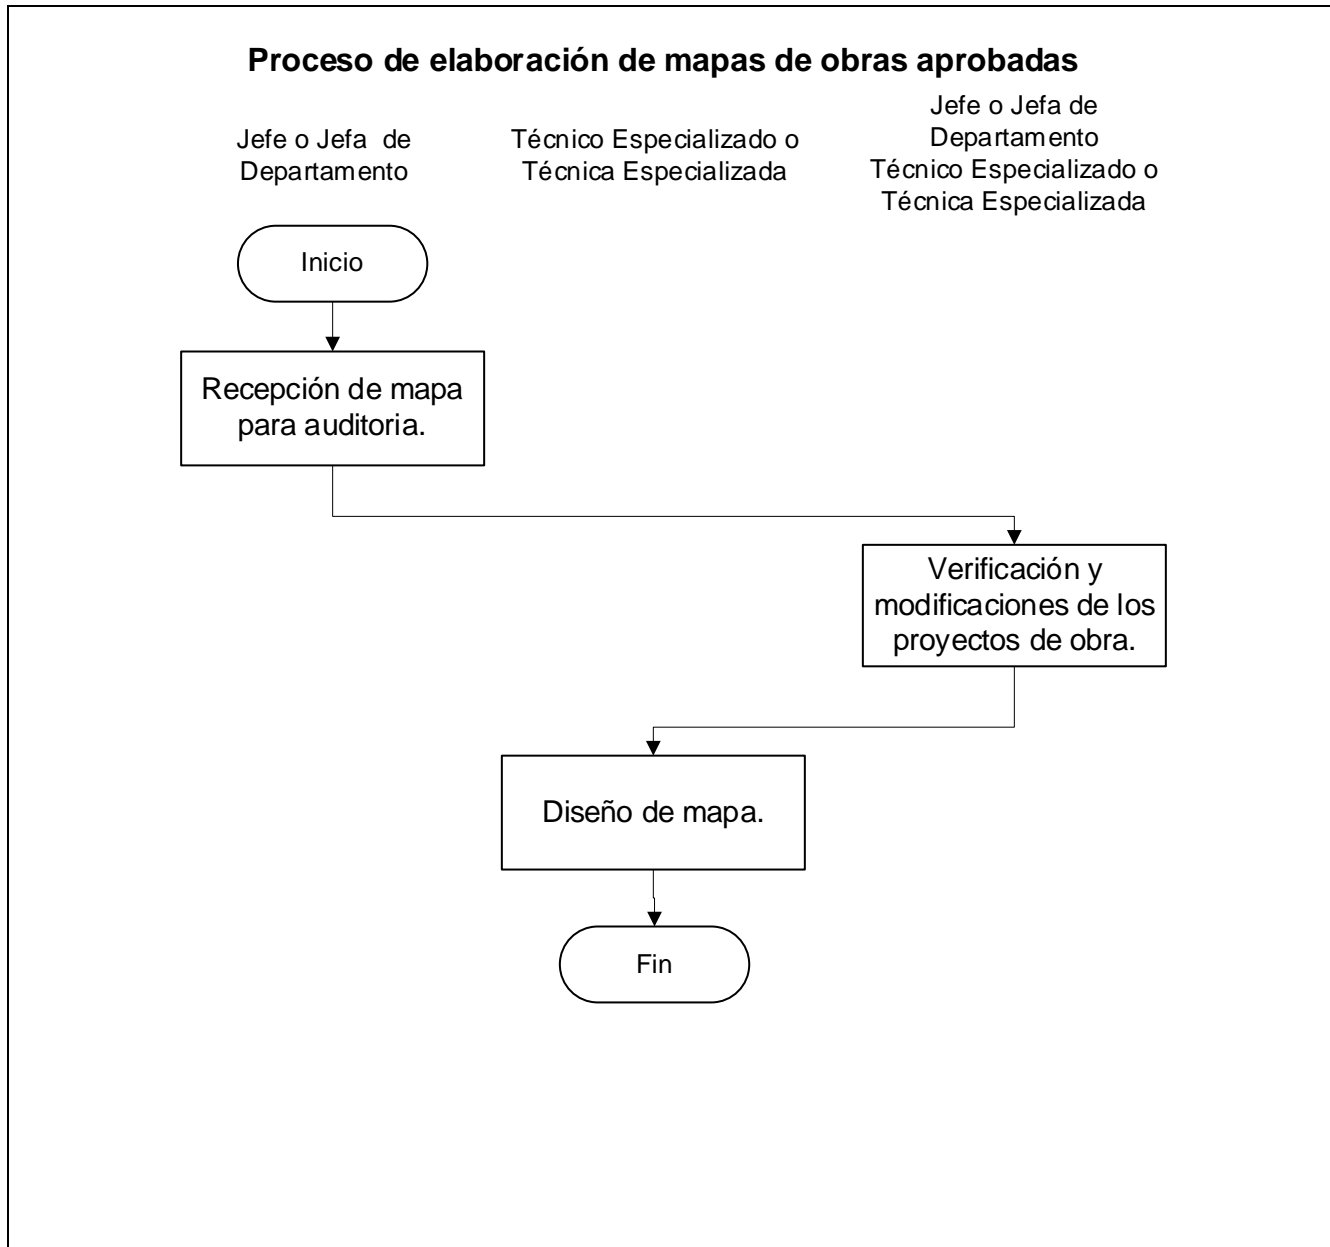 Proceso de elaboración de mapas de obras aprobadas
Jefe o Jefa de
Departamento
Técnico Especializado o
Técnica Especializada
Jefe o Jefa de
Departamento
Técnico Especializado o
Técnica Especializada
Inicio
Recepción de mapa
para auditoria.
Verificación y
modificaciones de los
proyectos de obra.
Diseño de mapa.
Fin